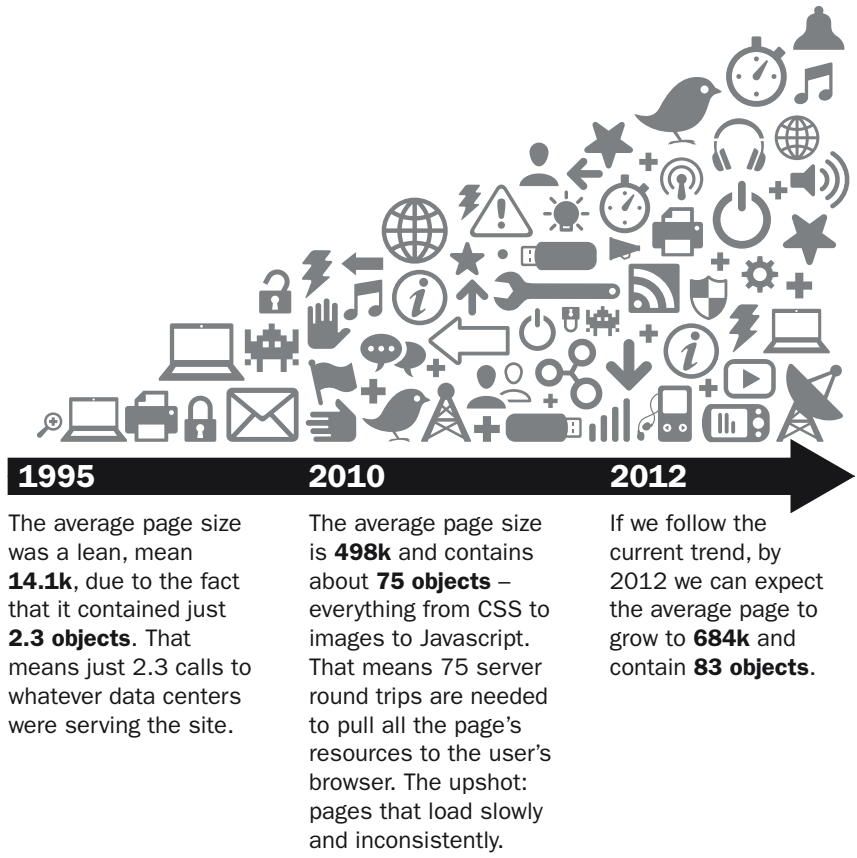 1995
The average page size
was a lean, mean
14.1k, due to the fact
that it contained just
2.3 objects. That
means just 2.3 calls to
whatever data centers
were serving the site.
2010
The average page size
is 498k and contains
about 75 objects –
everything from CSS to
images to Javascript.
That means 75 server
round trips are needed
to pull all the page’s
resources to the user’s
browser. The upshot:
pages that load slowly
and inconsistently.
2012
If we follow the
current trend, by
2012 we can expect
the average page to
grow to 684k and
contain 83 objects.